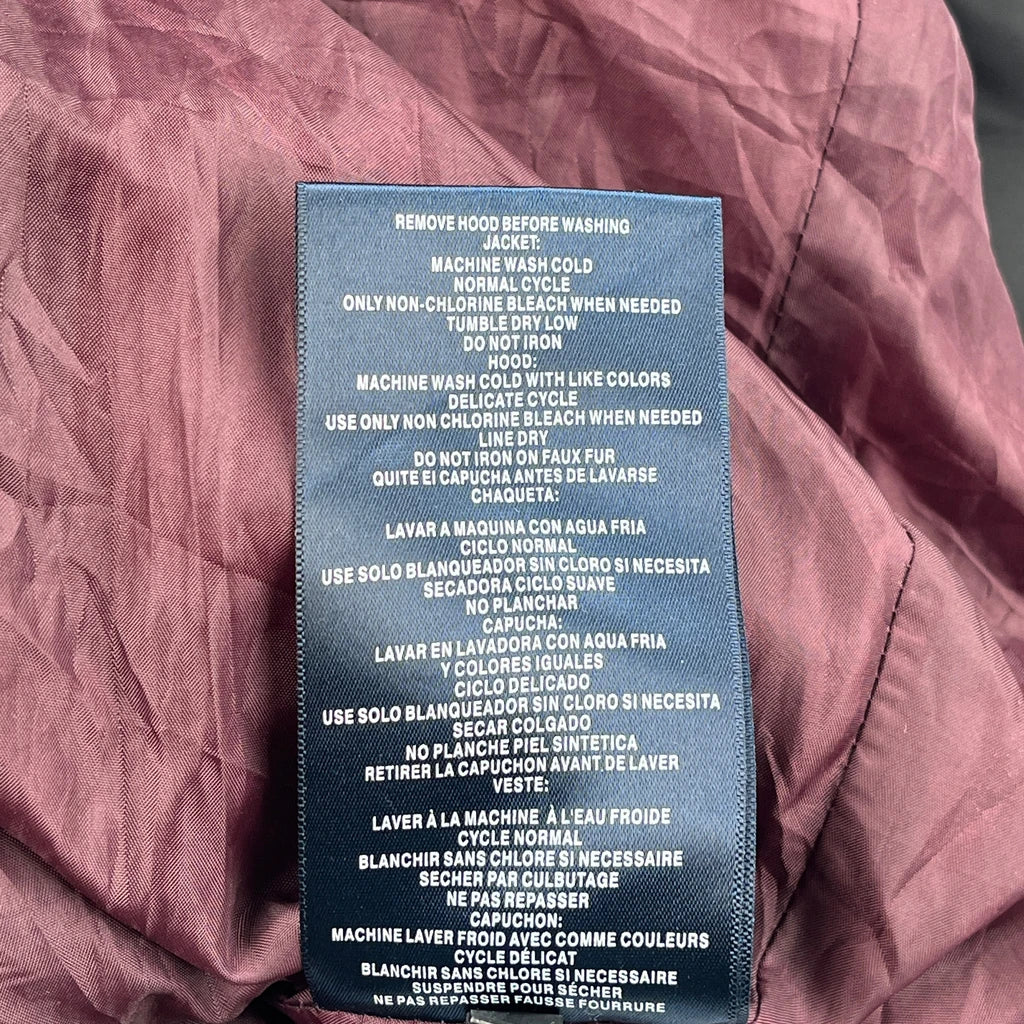 REMOVE HOOD BEFORE WASHING
JACKET:
MACHINE WASH COLD
NORMAL CYCLE
ONLY NON-CHLORINE BLEACH WHEN NEEDED
TUMBLE DRY LOW
DO NOT IRON
HOOD:
MACHINE WASH COLD WITH LIKE COLORS
DELICATE CYCLE
USE ONLY NON CHLORINE BLEACH WHEN NEEDED
LINE DRY
DO NOT IRON ON FAUX FUR
QUITE EI CAPUCHA ANTES DE LAVARSE
CHAQUETA:
LAVAR A MAQUINA CON AGUA FRIA
CICLO NORMAL
USE SOLO BLANQUEADOR SIN CLORO SI NECESITA
SECADORA CICLO SUAVE
NO PLANCHAR
CAPUCHA:
LAVAR EN LAVADORA CON AQUA FRIA
Y COLORES IGUALES
CICLO DELICADO
USE SOLO BLANQUEADOR SIN CLORO SI NECESITA
SECAR COLGADO
NO PLANCHE PIEL SINTETICA
RETIRER LA CAPUCHON AVANT DE LAVER
VESTE:
LAVER À LA MACHINE À L'EAU FROIDE
CYCLE NORMAL
BLANCHIR SANS CHLORE SI NECESSAIRE
SECHER PAR CULBUTAGE
NE PAS REPASSER
CAPUCHON:
MACHINE LAVER FROID AVEC COMME COULEURS
CYCLE DÉLICAT
BLANCHIR SANS CHLORE SI NECESSAIRE
SUSPENDRE POUR SÉCHER
NE PAS REPASSER FAUSSE FOURRURE